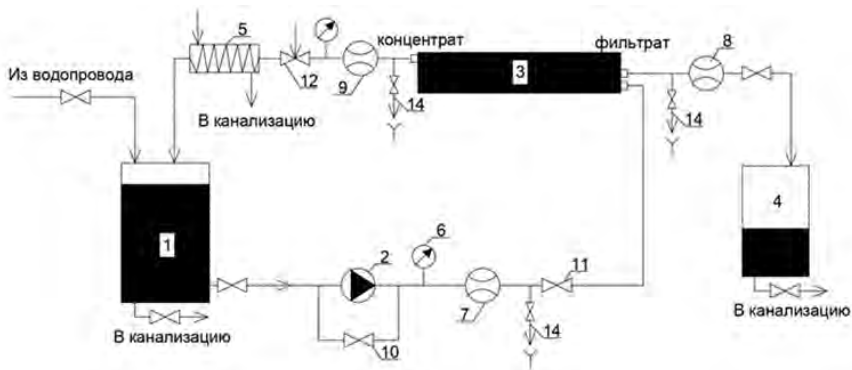 5
концентрат
фильтрат
8
Из водопровода
12
9
3
14
14
В канализацию
1
6
4
2
11
7
10
14
В канализацию
В канализацию